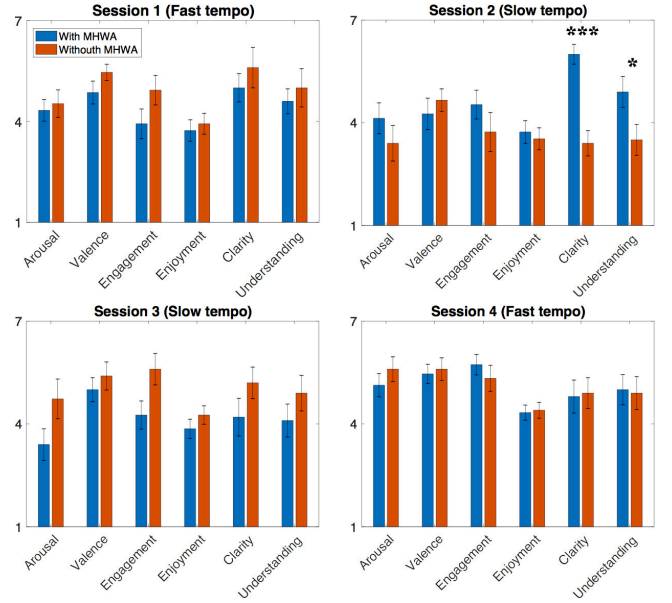 Session 1 (Fast tempo)
7
4
1
With MHWA
Withouth MHWA
Arousal
Valence
Engagement
Enjoyment
Clarity
Understanding
Session 2 (Slow tempo)
7
4
1
***
*
Arousal
Valence
Engagement
Enjoyment
Clarity
Understanding
Session 3 (Slow tempo)
7
4
1
Arousal
Valence
Engagement
Enjoyment
Clarity
Understanding
Session 4 (Fast tempo)
7
4
1
Arousal
Valence
Engagement
Enjoyment
Clarity
Understanding